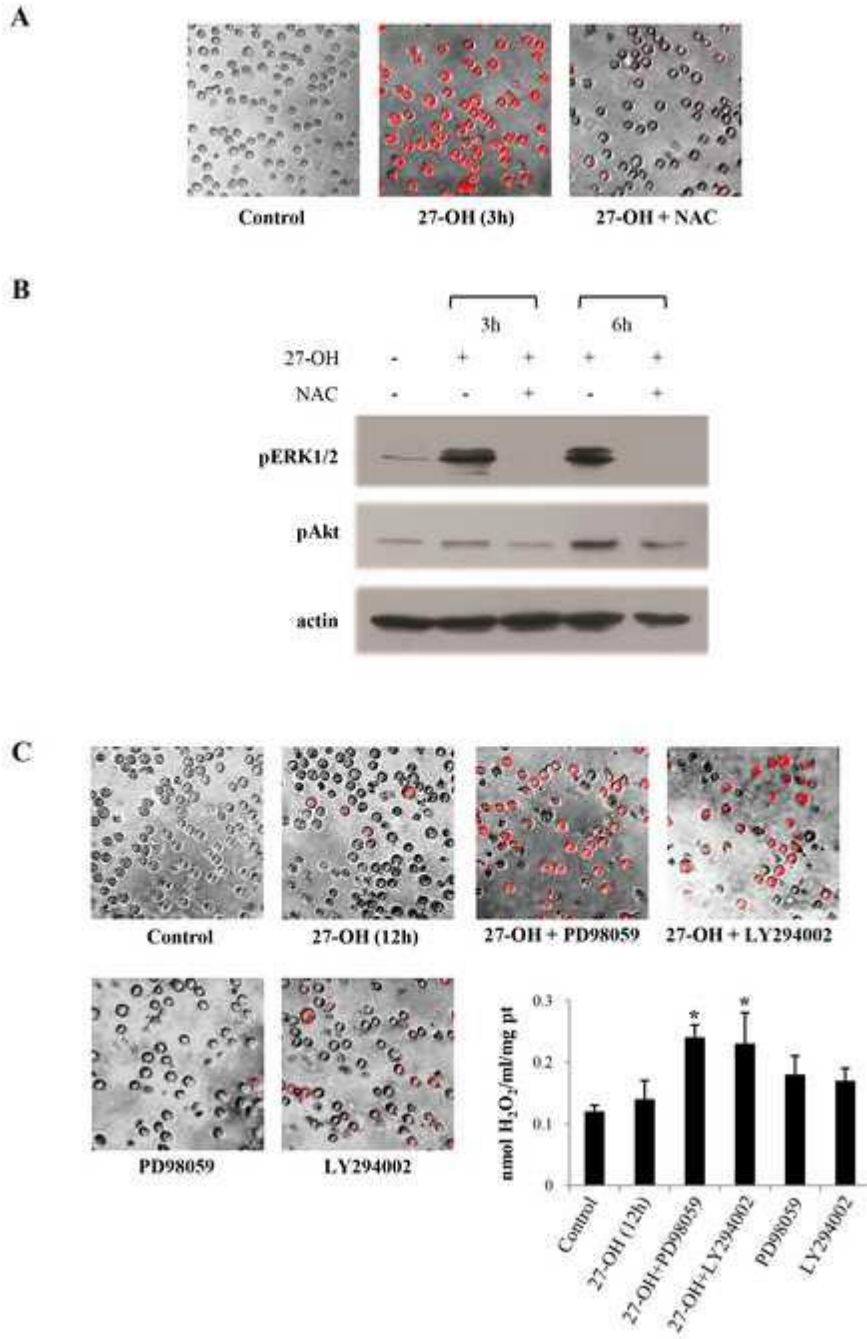 A
Control
27-OH (3h)
27-OH + NAC
B
3h
6h
27-OH - + + + +
NAC - - + - +
pERK1/2
pAkt
actin
C
Control
27-OH (12h)
27-OH + PD98059
27-OH + LY294002
PD98059
LY294002
nmol H₂O₂/ml/mg pt
0.3
0.2
0.1
0
* *
Control
27-OH (12h)
27-OH+PD98059
27-OH+LY294002
PD98059
LY294002